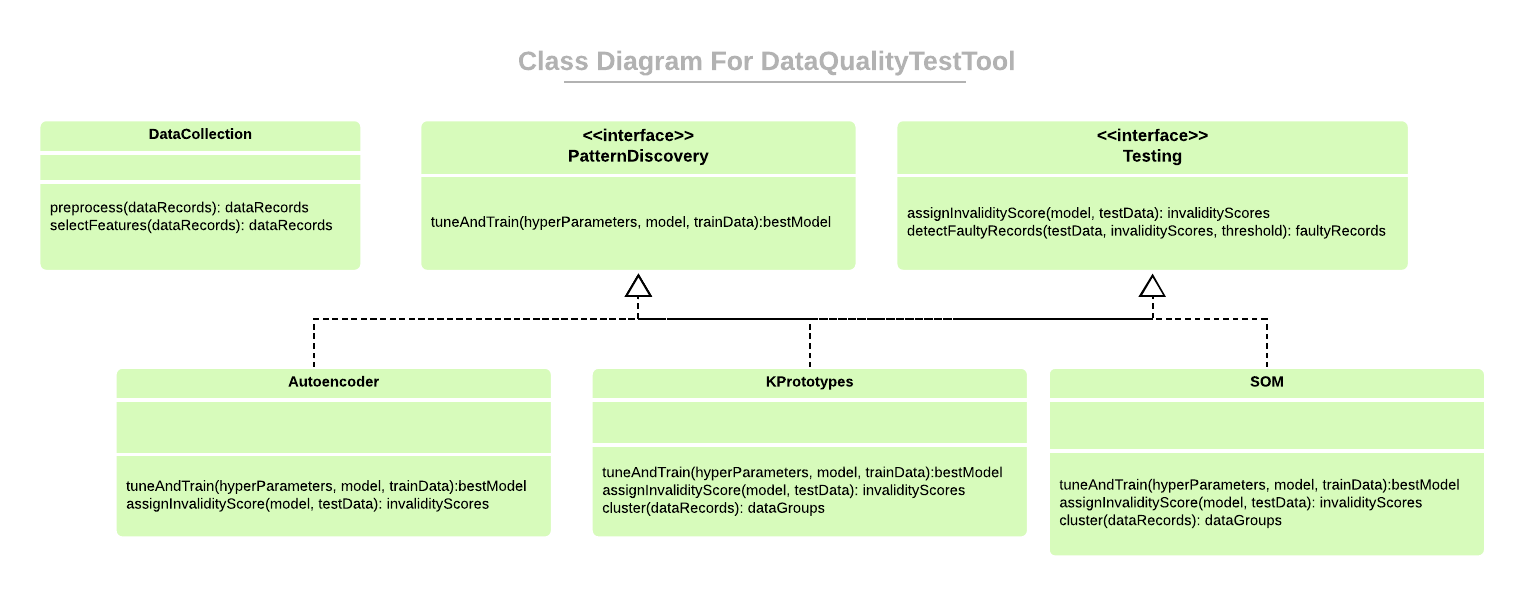 Class Diagram For DataQualityTestTool
DataCollection
preprocess(dataRecords): dataRecords
selectFeatures(dataRecords): dataRecords
<<interface>>
PatternDiscovery
tuneAndTrain(hyperParameters, model, trainData):bestModel
<<interface>>
Testing
assignInvalidityScore(model, testData): invalidityScores
detectFaultyRecords(testData, invalidityScores, threshold): faultyRecords
Autoencoder
tuneAndTrain(hyperParameters, model, trainData):bestModel
assignInvalidityScore(model, testData): invalidityScores
KPrototypes
tuneAndTrain(hyperParameters, model, trainData):bestModel
assignInvalidityScore(model, testData): invalidityScores
cluster(dataRecords): dataGroups
SOM
tuneAndTrain(hyperParameters, model, trainData):bestModel
assignInvalidityScore(model, testData): invalidityScores
cluster(dataRecords): dataGroups